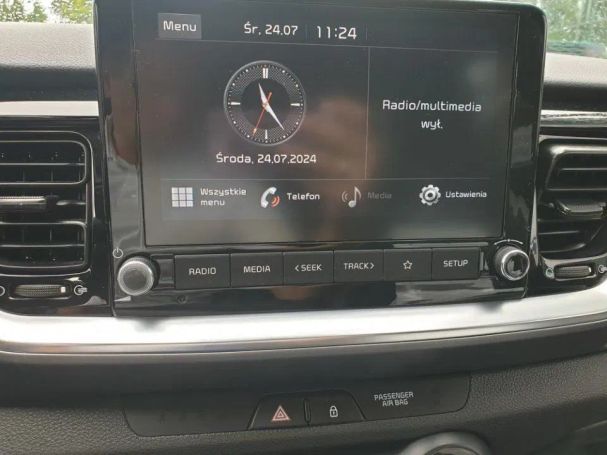 Menu
Śr, 24.07
11:24
Radio/multimedia
wył.
Środa, 24.07.2024
Wszystkie
menu
Telefon
Media
Ustawienia
RADIO
MEDIA
<SEEK
TRACK>
SETUP
PASSENGER
AIR BAG